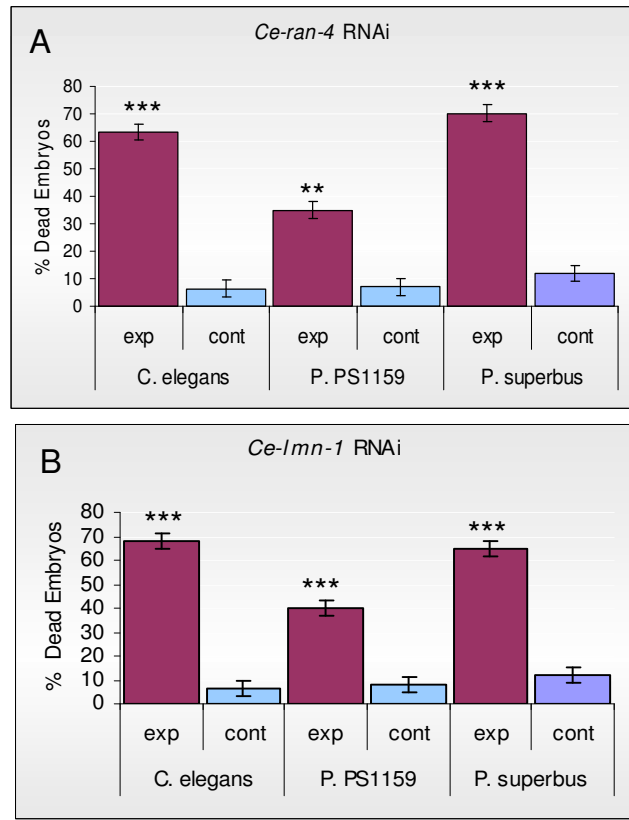 A
Ce-ran-4 RNAi
% Dead Embryos
80
70
60
50
40
30
20
10
0
***
**
***
exp cont exp cont exp cont
C. elegans P. PS1159 P. superbus
B
Ce-lmn-1 RNAi
% Dead Embryos
80
70
60
50
40
30
20
10
0
***
***
***
exp cont exp cont exp cont
C. elegans P. PS1159 P. superbus